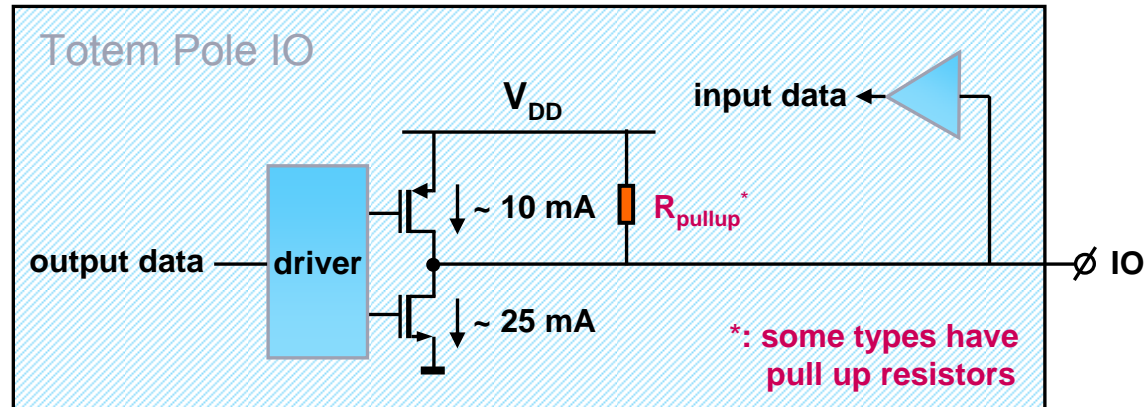 Totem Pole IO
input data
VDD
~ 10 mA
Rpullup*
output data
driver
IO
~ 25 mA
*: some types have
pull up resistors